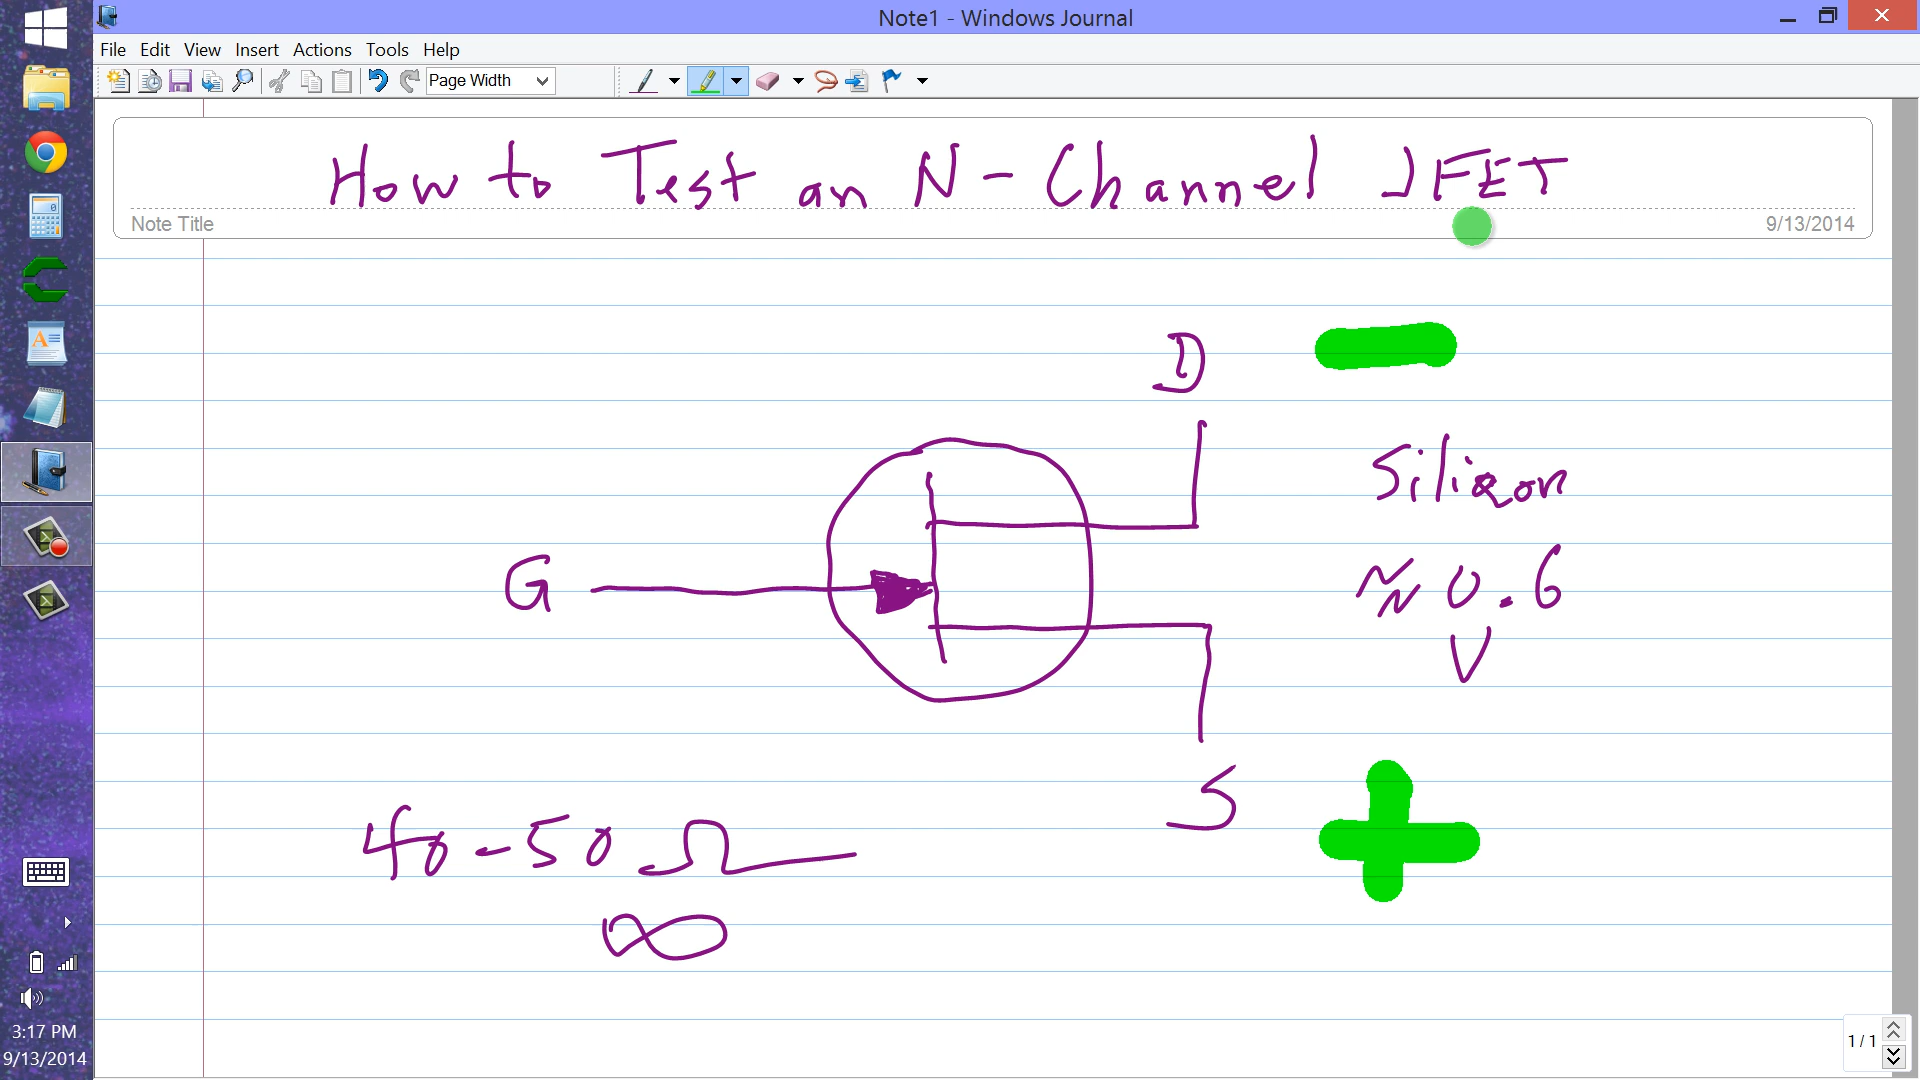 Note1 - Windows Journal
File Edit View Insert Actions Tools Help
Page Width
How to Test an N-Channel JFET
Note Title
9/13/2014
D
Silicon
G
≈ 0.6
V
S
40-50 Ω
∞
3:17 PM
9/13/2014
1 / 1